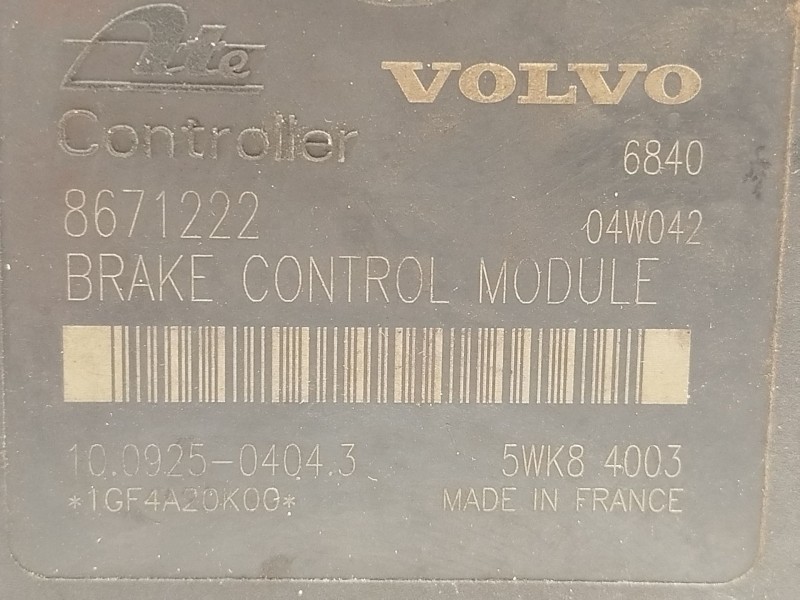 Ate
VOLVO
Controller
6840
8671222
04W042
BRAKE CONTROL MODULE
10.0925-0404.3
5WK8 4003
*1GF4A20K00*
MADE IN FRANCE